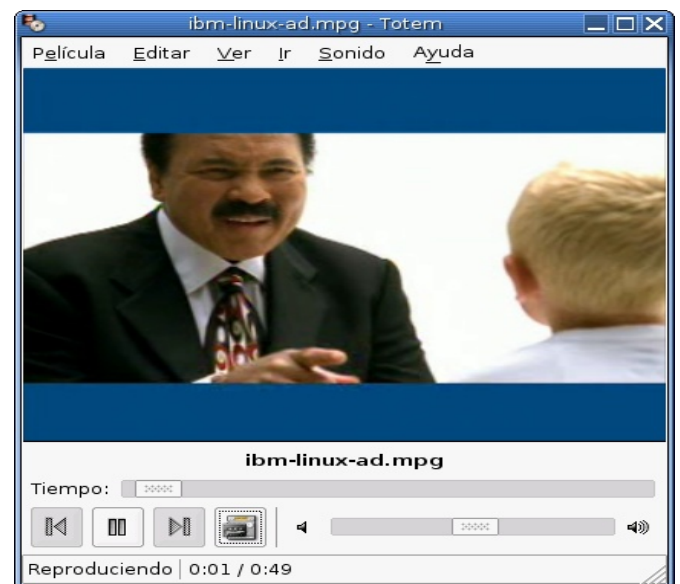 ibm-linux-ad.mpg - Totem
Película Editar Ver Ir Sonido Ayuda
ibm-linux-ad.mpg
Tiempo:
Reproduciendo 0:01 / 0:49